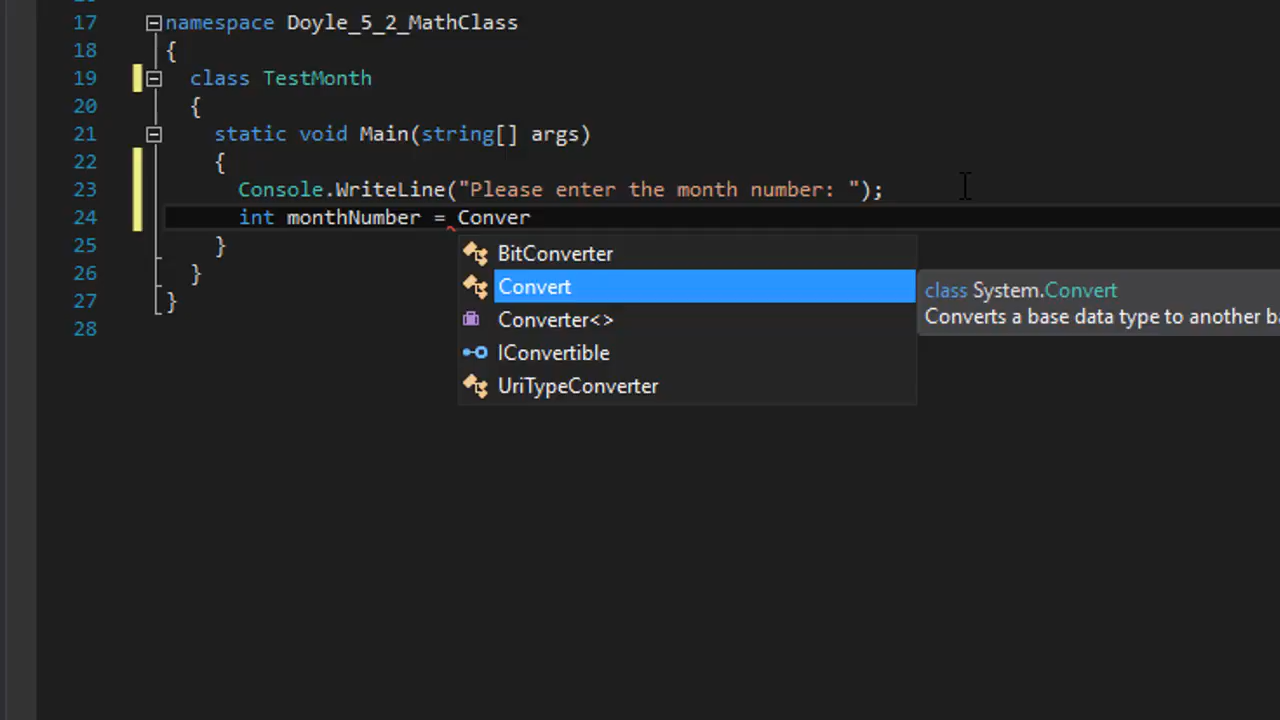 17 namespace Doyle_5_2_MathClass
18 {
19 class TestMonth
20 {
21 static void Main(string[] args)
22 {
23 Console.WriteLine("Please enter the month number: ");
24 int monthNumber = Conver
25 }
26 }
27 }
28
BitConverter
Convert
Converter<>
IConvertible
UriTypeConverter
class System.Convert
Converts a base data type to another ba